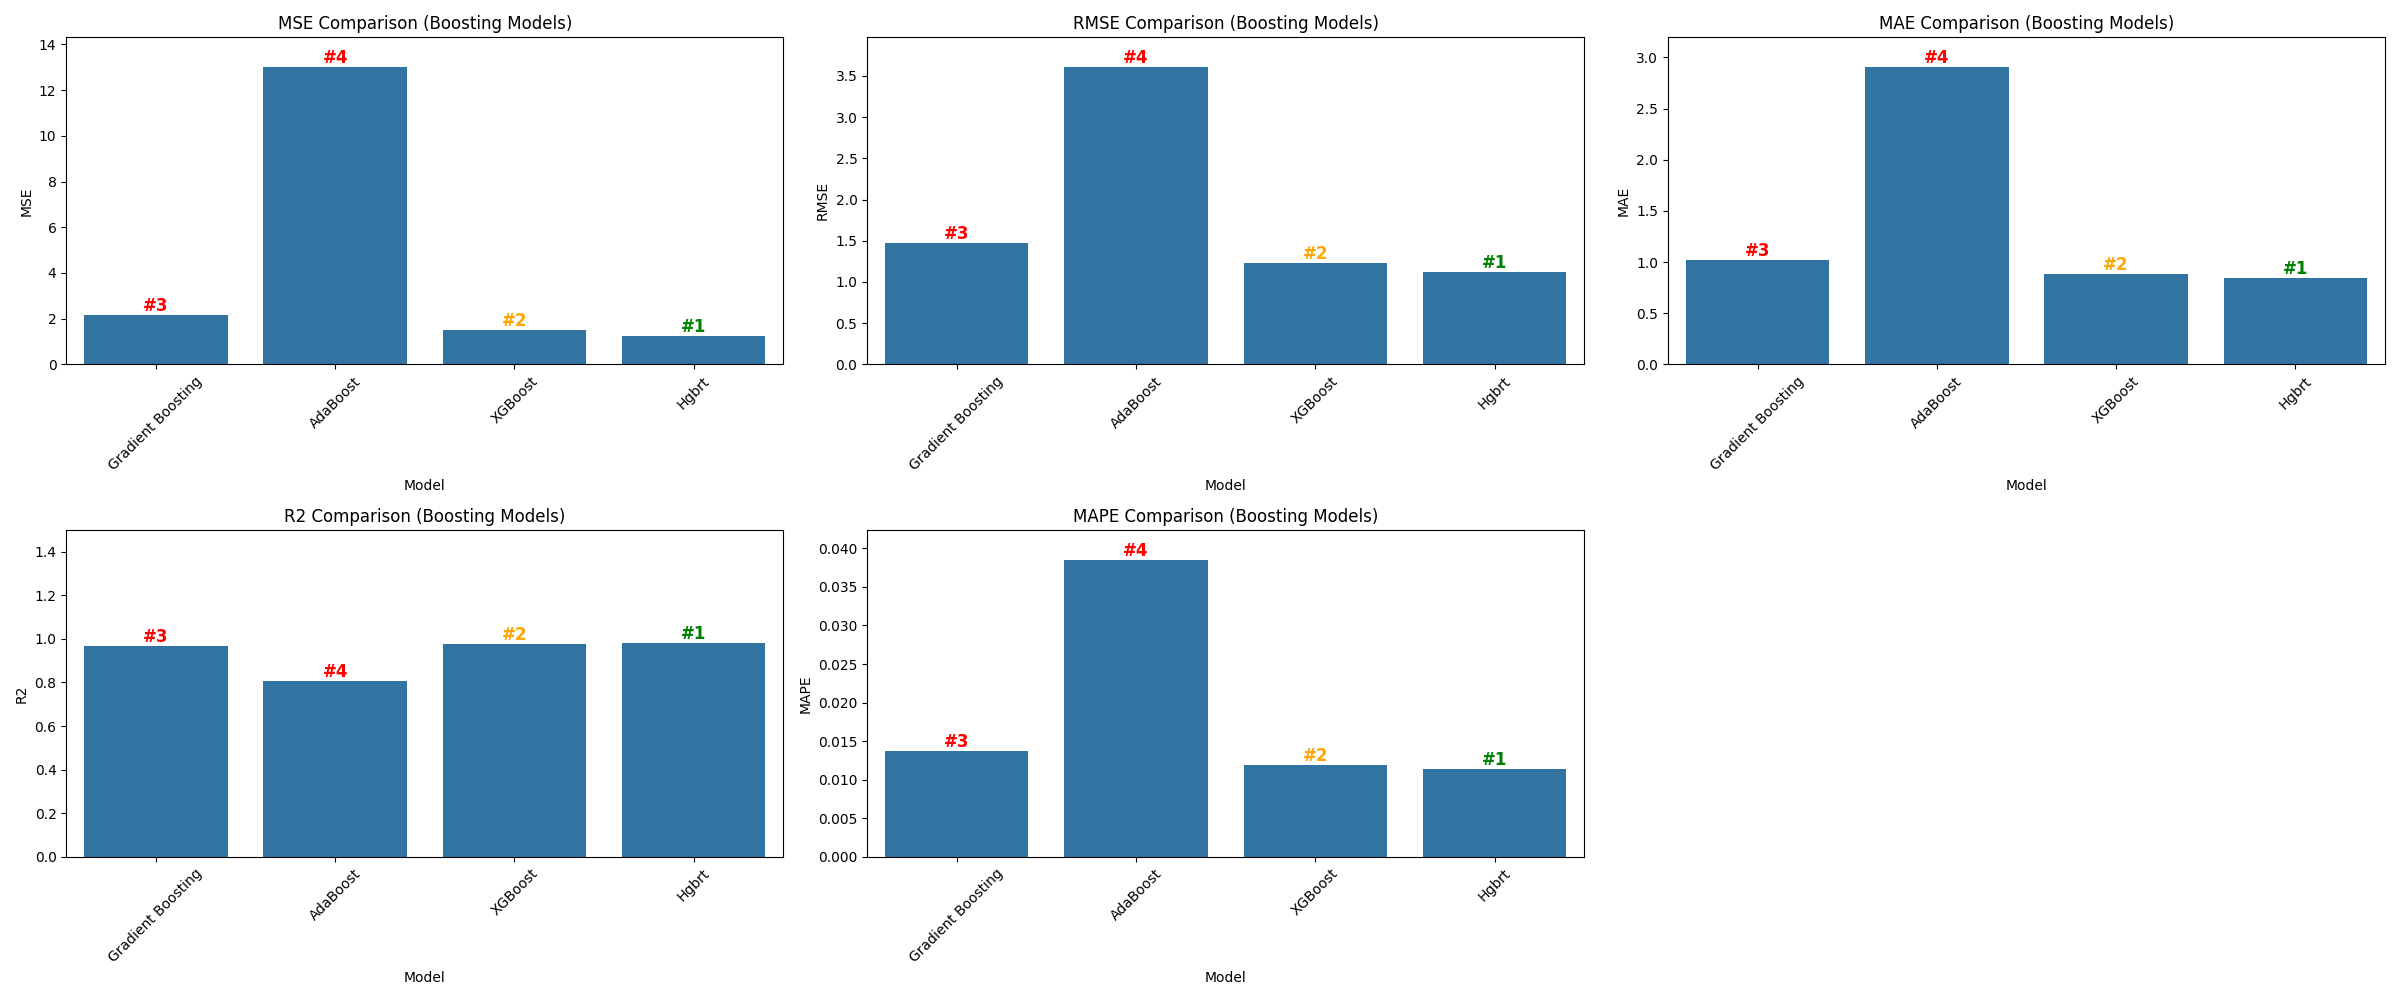 MSE Comparison (Boosting Models)
MSE
14
12
10
8
6
4
2
0
#3
#4
#2
#1
Gradient Boosting
AdaBoost
XGBoost
Hgbrt
Model
RMSE Comparison (Boosting Models)
RMSE
3.5
3.0
2.5
2.0
1.5
1.0
0.5
0.0
#3
#4
#2
#1
Gradient Boosting
AdaBoost
XGBoost
Hgbrt
Model
MAE Comparison (Boosting Models)
MAE
3.0
2.5
2.0
1.5
1.0
0.5
0.0
#3
#4
#2
#1
Gradient Boosting
AdaBoost
XGBoost
Hgbrt
Model
R2 Comparison (Boosting Models)
R2
1.4
1.2
1.0
0.8
0.6
0.4
0.2
0.0
#3
#4
#2
#1
Gradient Boosting
AdaBoost
XGBoost
Hgbrt
Model
MAPE Comparison (Boosting Models)
MAPE
0.040
0.035
0.030
0.025
0.020
0.015
0.010
0.005
0.000
#3
#4
#2
#1
Gradient Boosting
AdaBoost
XGBoost
Hgbrt
Model